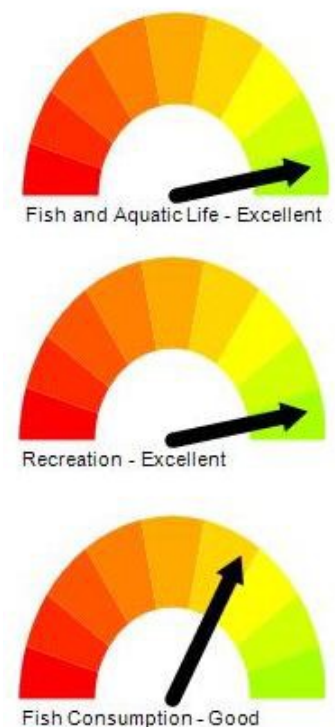 Fish and Aquatic Life - Excellent
Recreation - Excellent
Fish Consumption - Good